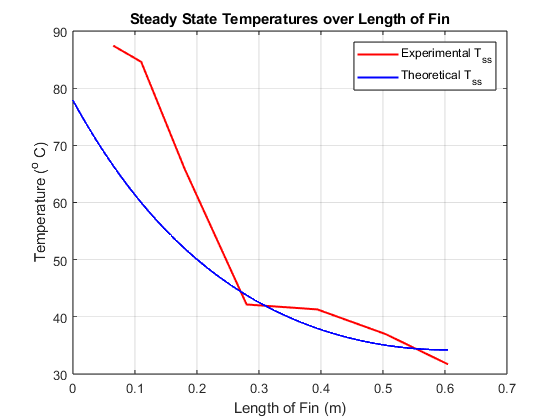 Steady State Temperatures over Length of Fin
Experimental T_ss
Theoretical T_ss
Temperature (° C)
90
80
70
60
50
40
30
0 0.1 0.2 0.3 0.4 0.5 0.6 0.7
Length of Fin (m)